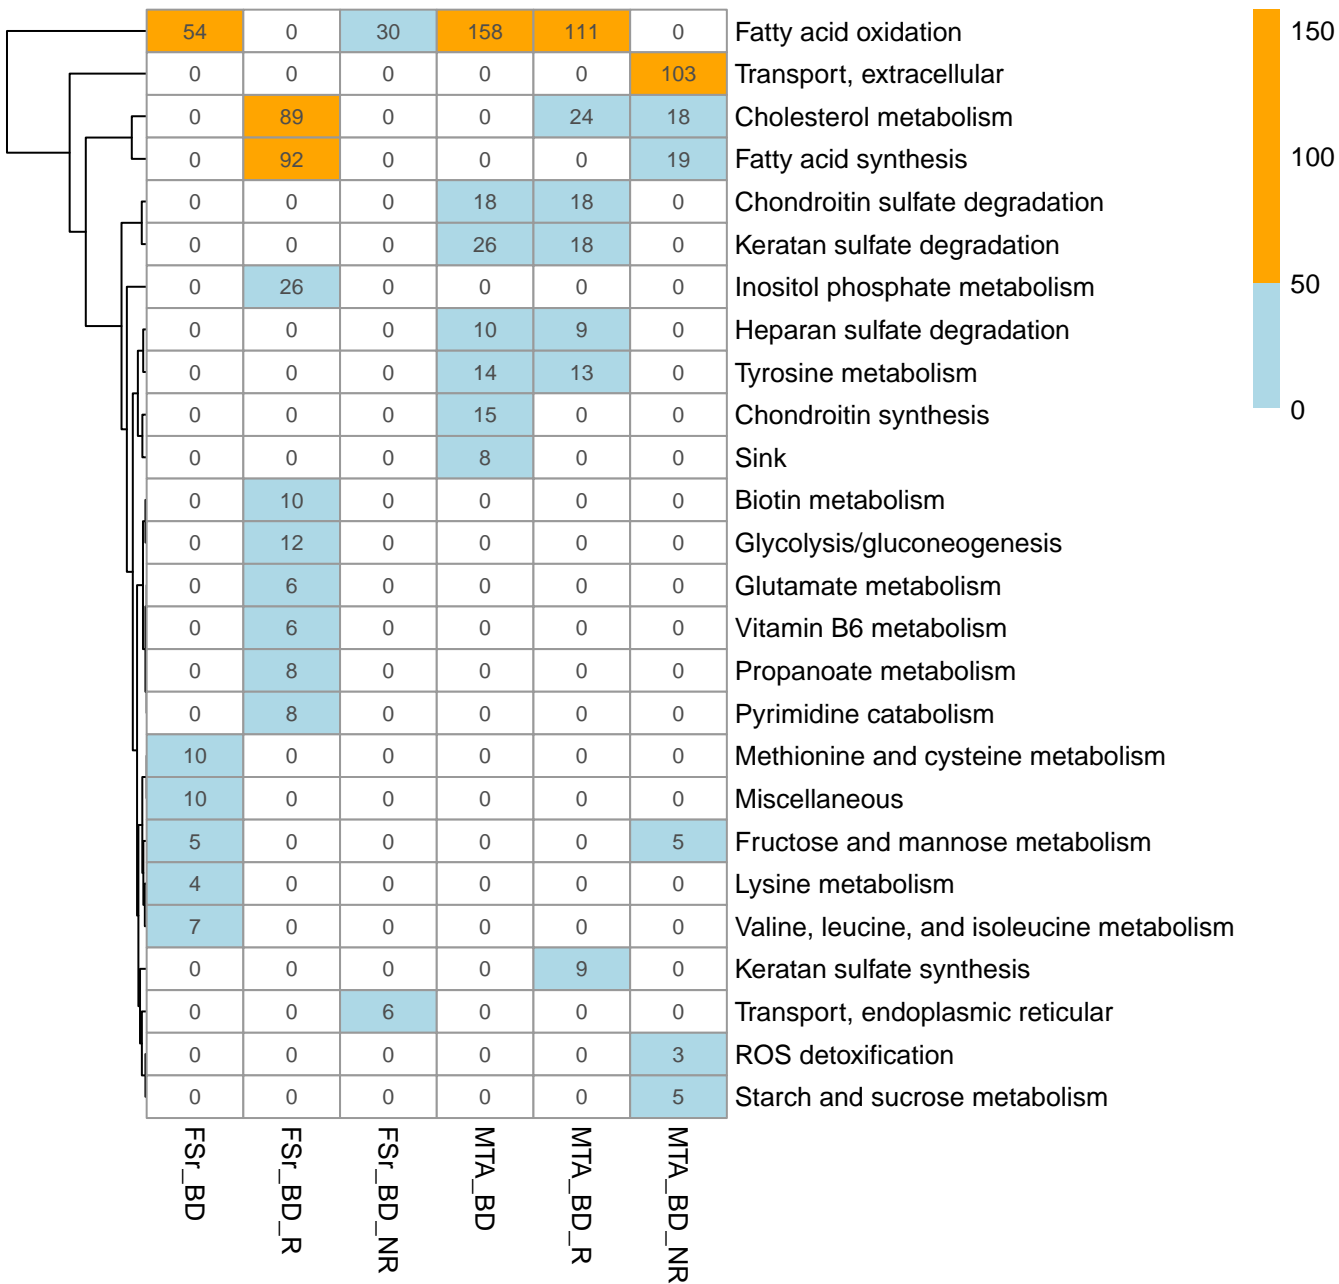 54 0 30 158 111 0 Fatty acid oxidation
0 0 0 0 0 103 Transport, extracellular
0 89 0 0 24 18 Cholesterol metabolism
0 92 0 0 0 19 Fatty acid synthesis
0 0 0 18 18 0 Chondroitin sulfate degradation
0 0 0 26 18 0 Keratan sulfate degradation
0 26 0 0 0 0 Inositol phosphate metabolism
0 0 0 10 9 0 Heparan sulfate degradation
0 0 0 14 13 0 Tyrosine metabolism
0 0 0 15 0 0 Chondroitin synthesis
0 0 0 8 0 0 Sink
0 10 0 0 0 0 Biotin metabolism
0 12 0 0 0 0 Glycolysis/gluconeogenesis
0 6 0 0 0 0 Glutamate metabolism
0 6 0 0 0 0 Vitamin B6 metabolism
0 8 0 0 0 0 Propanoate metabolism
0 8 0 0 0 0 Pyrimidine catabolism
10 0 0 0 0 0 Methionine and cysteine metabolism
10 0 0 0 0 0 Miscellaneous
5 0 0 0 0 5 Fructose and mannose metabolism
4 0 0 0 0 0 Lysine metabolism
7 0 0 0 0 0 Valine, leucine, and isoleucine metabolism
0 0 0 0 9 0 Keratan sulfate synthesis
0 0 6 0 0 0 Transport, endoplasmic reticular
0 0 0 0 0 3 ROS detoxification
0 0 0 0 0 5 Starch and sucrose metabolism
FSr_BD
FSr_BD_R
FSr_BD_NR
MTA_BD
MTA_BD_R
MTA_BD_NR
150
100
50
0